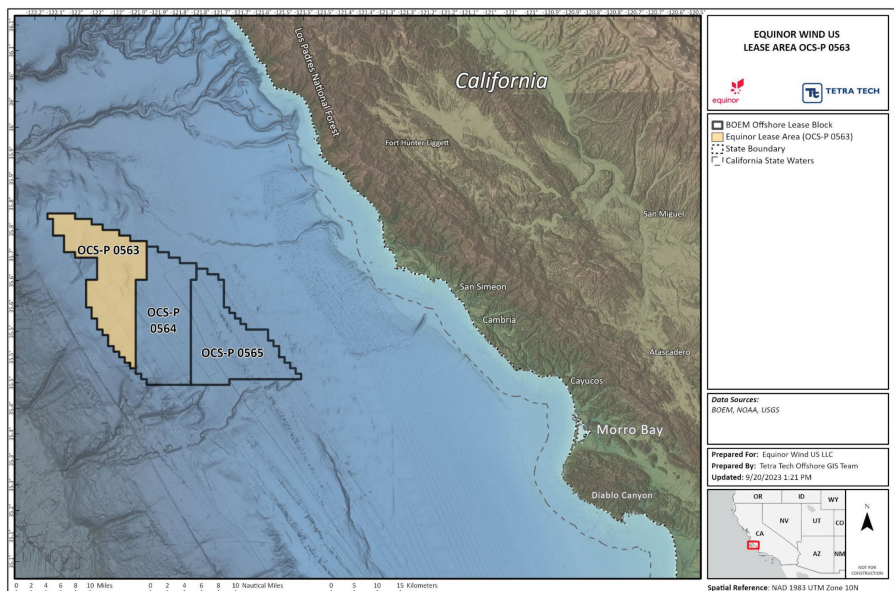 EQUINOR WIND US
LEASE AREA OCS-P 0563
equinor
TETRA TECH
BOEM Offshore Lease Block
Equinor Lease Area (OCS-P 0563)
State Boundary
California State Waters
California
Los Padres National Forest
Fort Hunter Liggett
San Miguel
OCS-P 0563
OCS-P
0564
OCS-P 0565
San Simeon
Cambria
Atascadero
Cayucos
Morro Bay
Diablo Canyon
Data Sources:
BOEM, NOAA, USGS
Prepared For: Equinor Wind US LLC
Prepared By: Tetra Tech Offshore GIS Team
Updated: 9/20/2023 1:21 PM
OR
ID
WY
NV
UT
CO
CA
AZ
NM
N
NOT FOR
CONSTRUCTION
0 2 4 6 8 10 Miles
0 2 4 6 8 10 Nautical Miles
0 5 10 15 Kilometers
Spatial Reference: NAD 1983 UTM Zone 10N